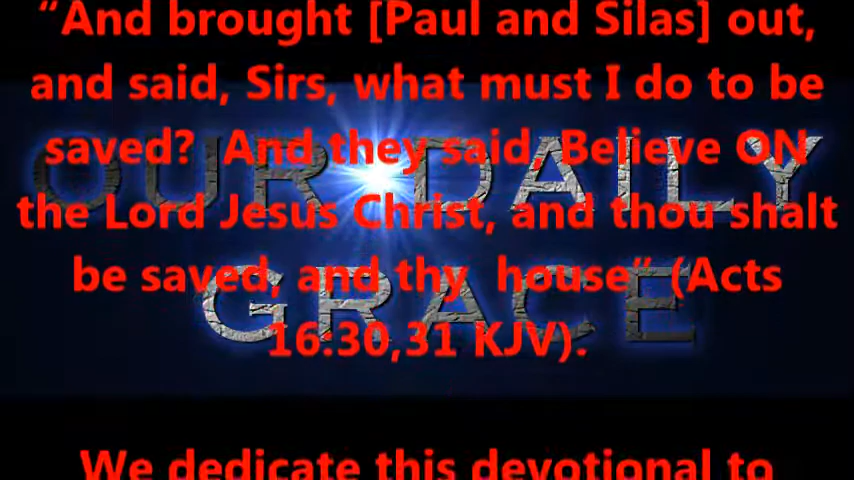 “And brought [Paul and Silas] out,
and said, Sirs, what must I do to be
saved?  And they said, Believe ON
the Lord Jesus Christ, and thou shalt
be saved, and thy  house” (Acts
16.30,31 KJV).
We dedicate this devotional to
OUR DAILY
GRACE